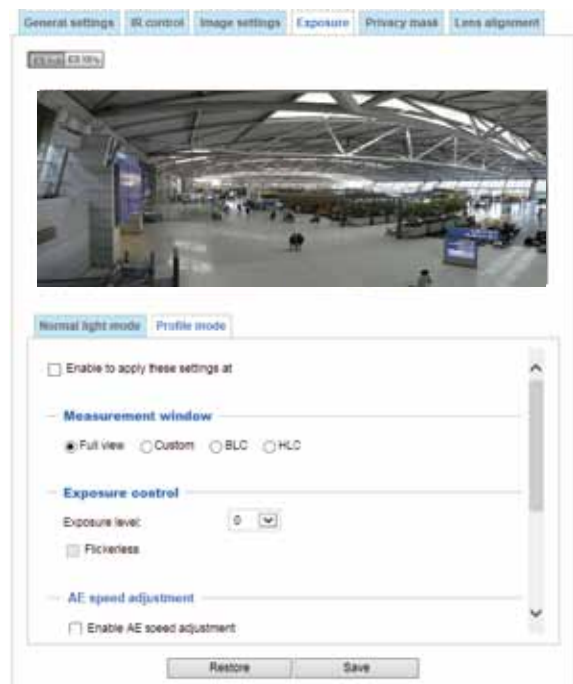 General settings IR control Image settings Exposure Privacy mask Lens alignment
Normal light mode Profile mode
Enable to apply these settings at
Measurement window
Full view Custom BLC HLC
Exposure control
Exposure level: 0
Flickerless
AE speed adjustment
Enable AE speed adjustment
Restore Save